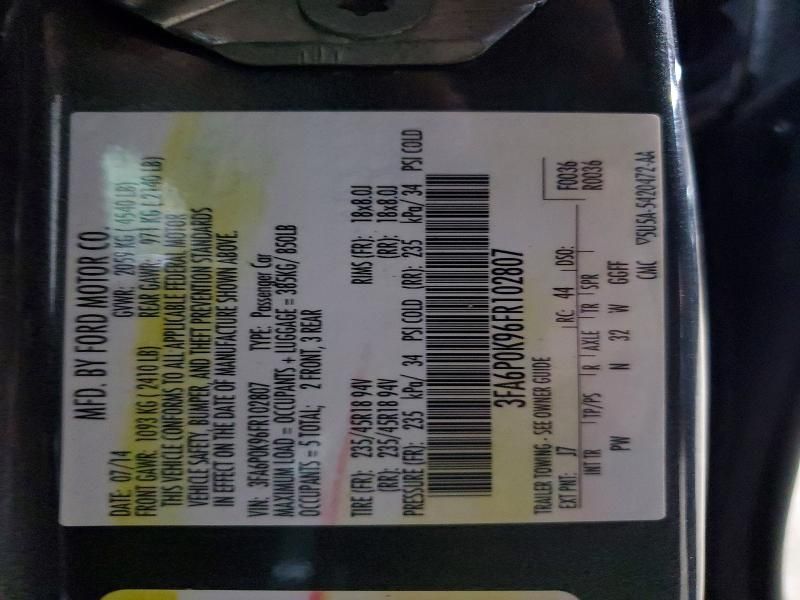 MFD. BY FORD MOTOR CO.
DATE: 07/14 GVWR: 2059 KG ( 4540 LB)
FRONT GAWR: 1093 KG ( 2410 LB) REAR GAWR: 971 KG ( 2140 LB)
THIS VEHICLE CONFORMS TO ALL APPLICABLE FEDERAL MOTOR
VEHICLE SAFETY, BUMPER, AND THEFT PREVENTION STANDARDS
IN EFFECT ON THE DATE OF MANUFACTURE SHOWN ABOVE.
VIN: 3FA6P0K96FR102807 TYPE: Passenger Car
MAXIMUM LOAD = OCCUPANTS + LUGGAGE = 385KG/ 850LB
OCCUPANTS = 5 TOTAL; 2 FRONT, 3 REAR
TIRE (FR): 235/45R18 94V RIMS (FR): 18x8.0J
(RR): 235/45R18 94V (RR): 18x8.0J
PRESSURE (FR): 235 kPa/ 34 PSI COLD (RR): 235 kPa/ 34 PSI COLD
3FA6P0K96FR102807
TRAILER TOWING - SEE OWNER GUIDE F0036
EXT PNT: J7 RC: 44 DSO: R0036
INT TR TP/PS R AXLE TR SPR
PW N 32 W GGFF
CMC ▽5U5A-5420472-AA